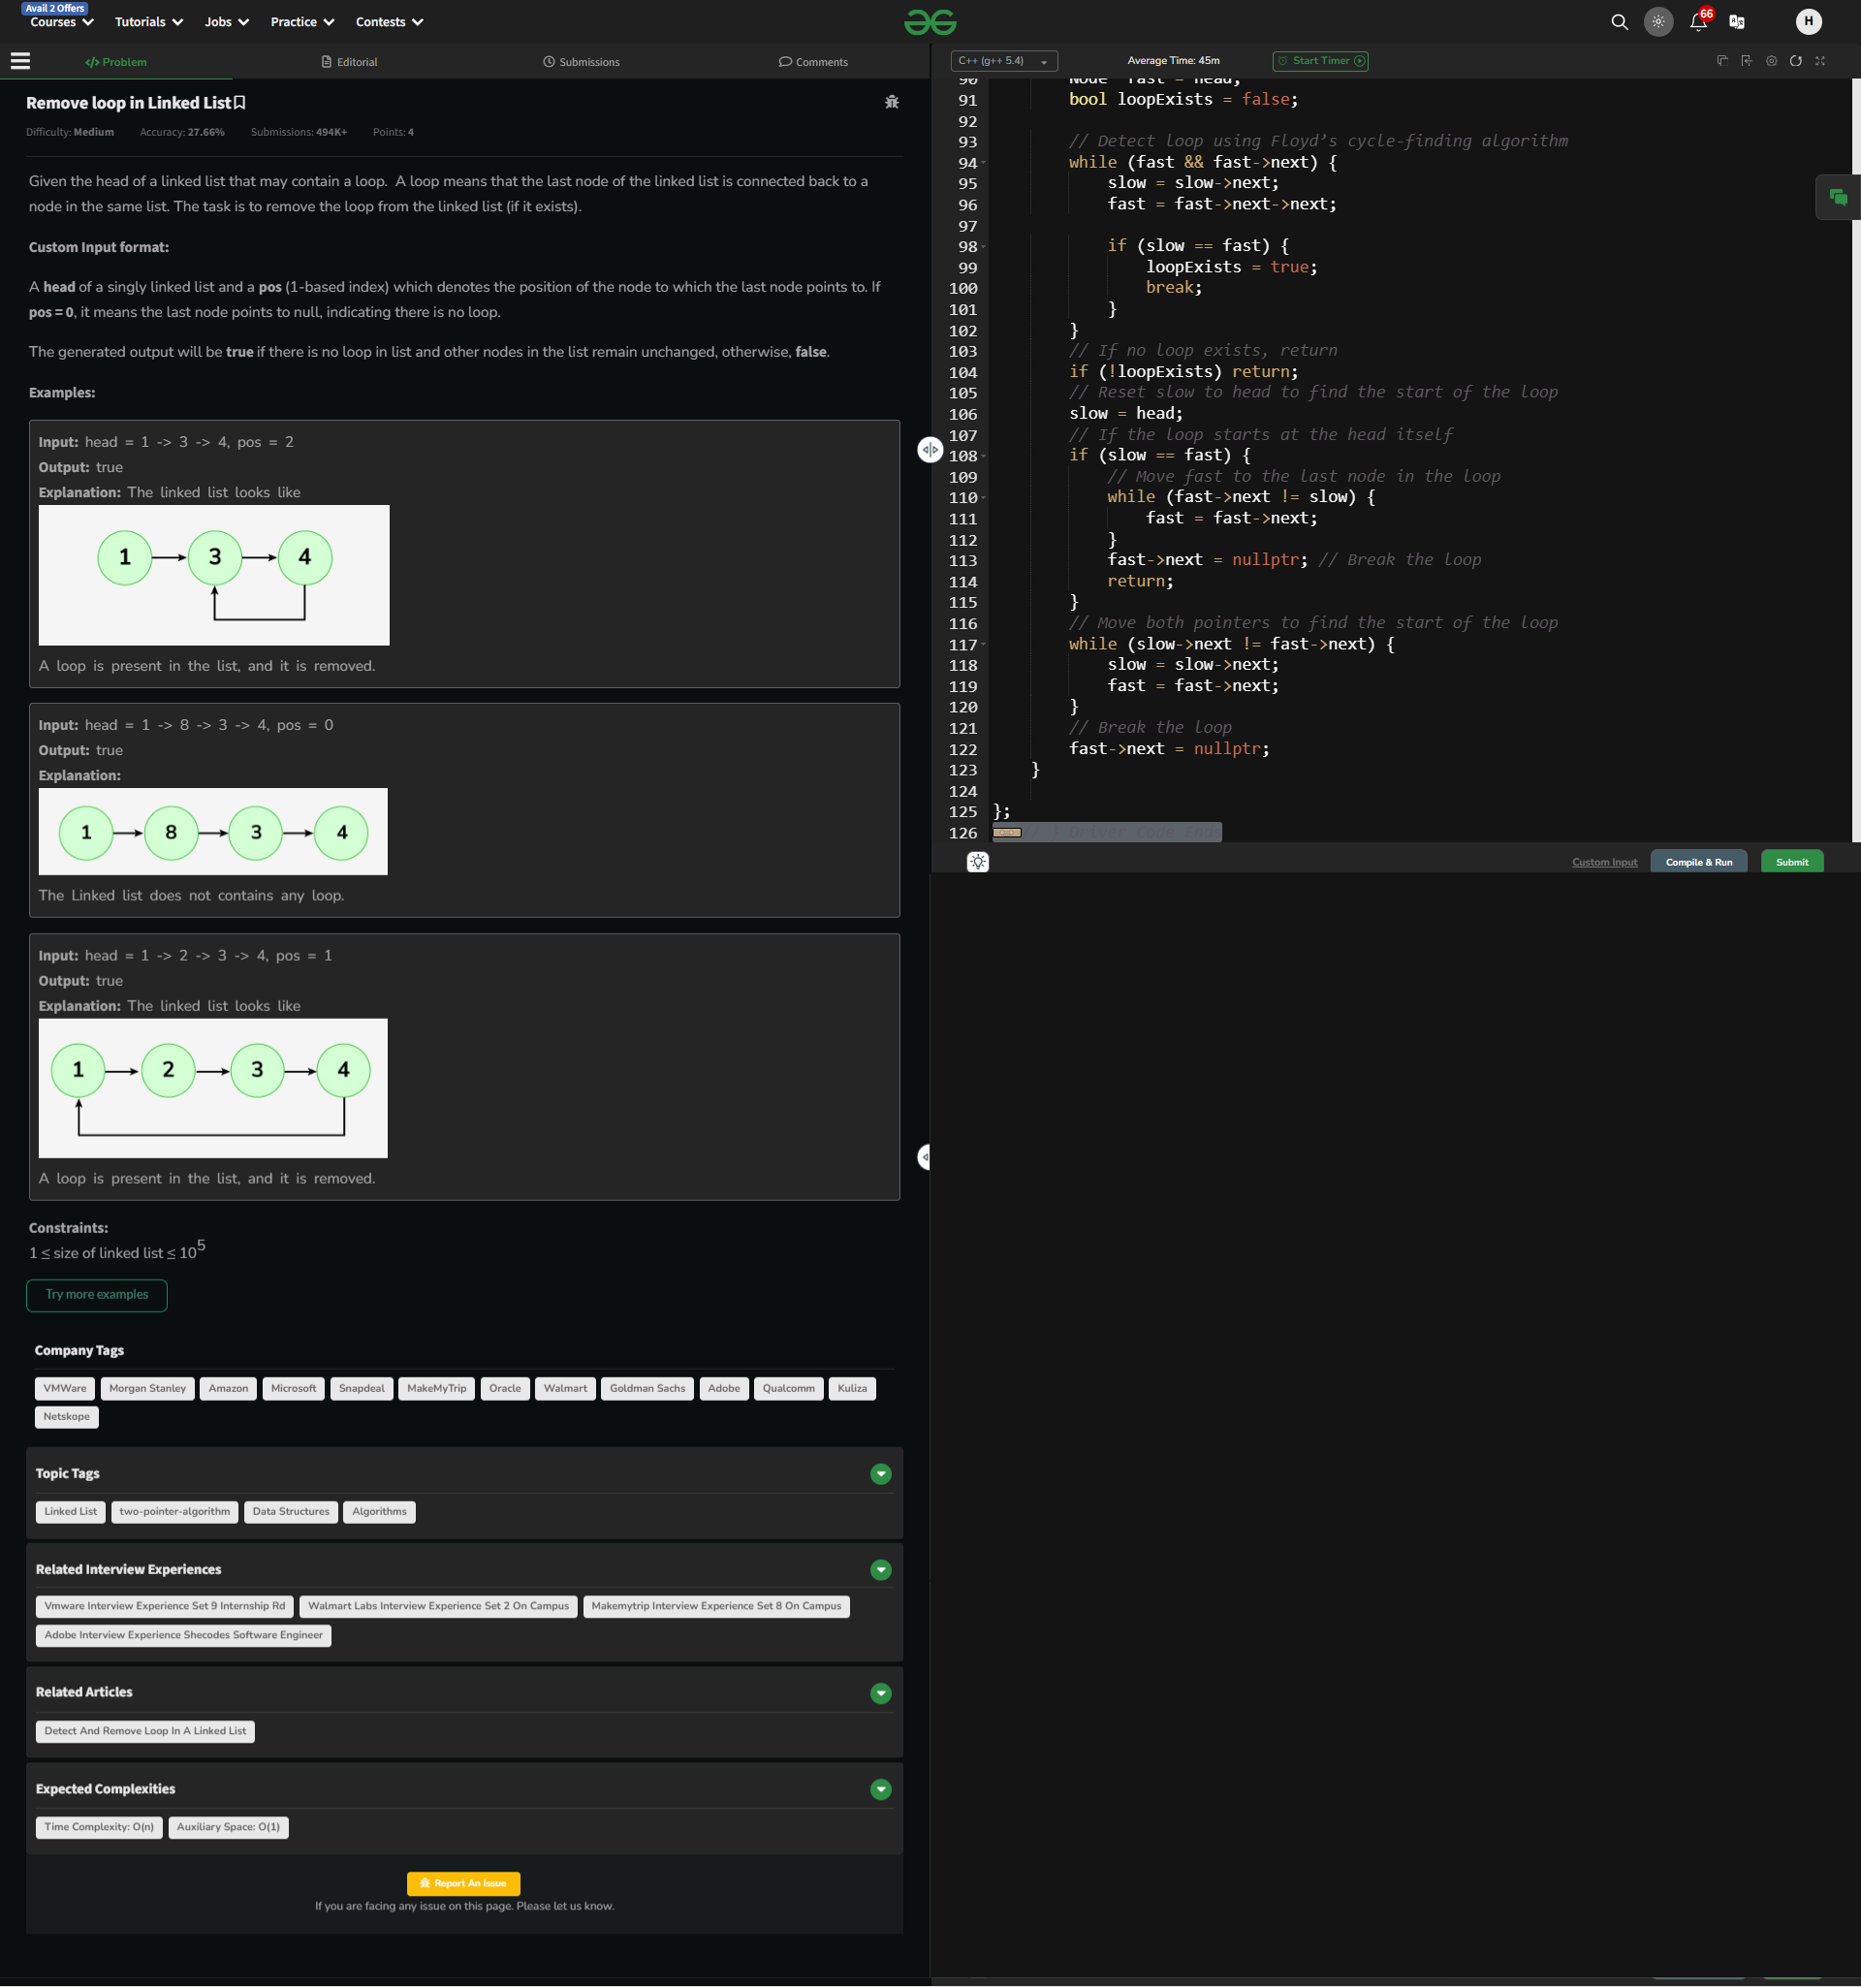 Avail 2 Offers
Courses Tutorials Jobs Practice Contests
66
H
</> Problem Editorial Submissions Comments
Remove loop in Linked List
Difficulty: Medium Accuracy: 27.66% Submissions: 494K+ Points: 4
Given the head of a linked list that may contain a loop. A loop means that the last node of the linked list is connected back to a
node in the same list. The task is to remove the loop from the linked list (if it exists).
Custom Input format:
A head of a singly linked list and a pos (1-based index) which denotes the position of the node to which the last node points to. If
pos = 0, it means the last node points to null, indicating there is no loop.
The generated output will be true if there is no loop in list and other nodes in the list remain unchanged, otherwise, false.
Examples:
Input: head = 1 -> 3 -> 4, pos = 2
Output: true
Explanation: The linked list looks like
1 3 4
A loop is present in the list, and it is removed.
Input: head = 1 -> 8 -> 3 -> 4, pos = 0
Output: true
Explanation:
1 8 3 4
The Linked list does not contains any loop.
Input: head = 1 -> 2 -> 3 -> 4, pos = 1
Output: true
Explanation: The linked list looks like
1 2 3 4
A loop is present in the list, and it is removed.
Constraints:
1 ≤ size of linked list ≤ 10^5
Try more examples
Company Tags
VMWare Morgan Stanley Amazon Microsoft Snapdeal MakeMyTrip Oracle Walmart Goldman Sachs Adobe Qualcomm Kuliza
Netskope
Topic Tags
Linked List two-pointer-algorithm Data Structures Algorithms
Related Interview Experiences
Vmware Interview Experience Set 9 Internship Rd Walmart Labs Interview Experience Set 2 On Campus Makemytrip Interview Experience Set 8 On Campus
Adobe Interview Experience Shecodes Software Engineer
Related Articles
Detect And Remove Loop In A Linked List
Expected Complexities
Time Complexity: O(n) Auxiliary Space: O(1)
Report An Issue
If you are facing any issue on this page. Please let us know.
C++ (g++ 5.4) Average Time: 45m Start Timer
90 Node fast = head;
91 bool loopExists = false;
92
93 // Detect loop using Floyd’s cycle-finding algorithm
94 while (fast && fast->next) {
95 slow = slow->next;
96 fast = fast->next->next;
97
98 if (slow == fast) {
99 loopExists = true;
100 break;
101 }
102 }
103 // If no loop exists, return
104 if (!loopExists) return;
105 // Reset slow to head to find the start of the loop
106 slow = head;
107 // If the loop starts at the head itself
108 if (slow == fast) {
109 // Move fast to the last node in the loop
110 while (fast->next != slow) {
111 fast = fast->next;
112 }
113 fast->next = nullptr; // Break the loop
114 return;
115 }
116 // Move both pointers to find the start of the loop
117 while (slow->next != fast->next) {
118 slow = slow->next;
119 fast = fast->next;
120 }
121 // Break the loop
122 fast->next = nullptr;
123 }
124
125 };
126 } Driver Code Ends
Custom Input Compile & Run Submit